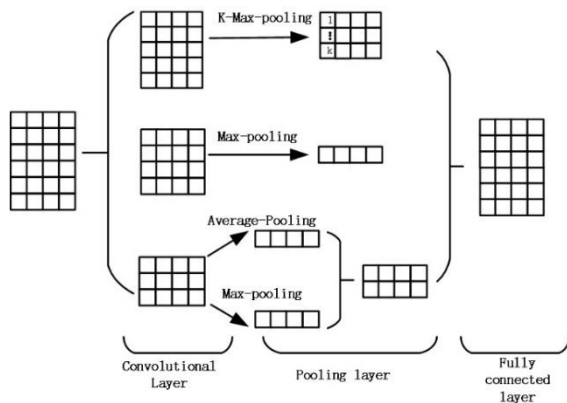 K-Max-pooling
1
!
k
Max-pooling
Average-Pooling
Max-pooling
Convolutional
Layer
Pooling layer
Fully
connected
layer